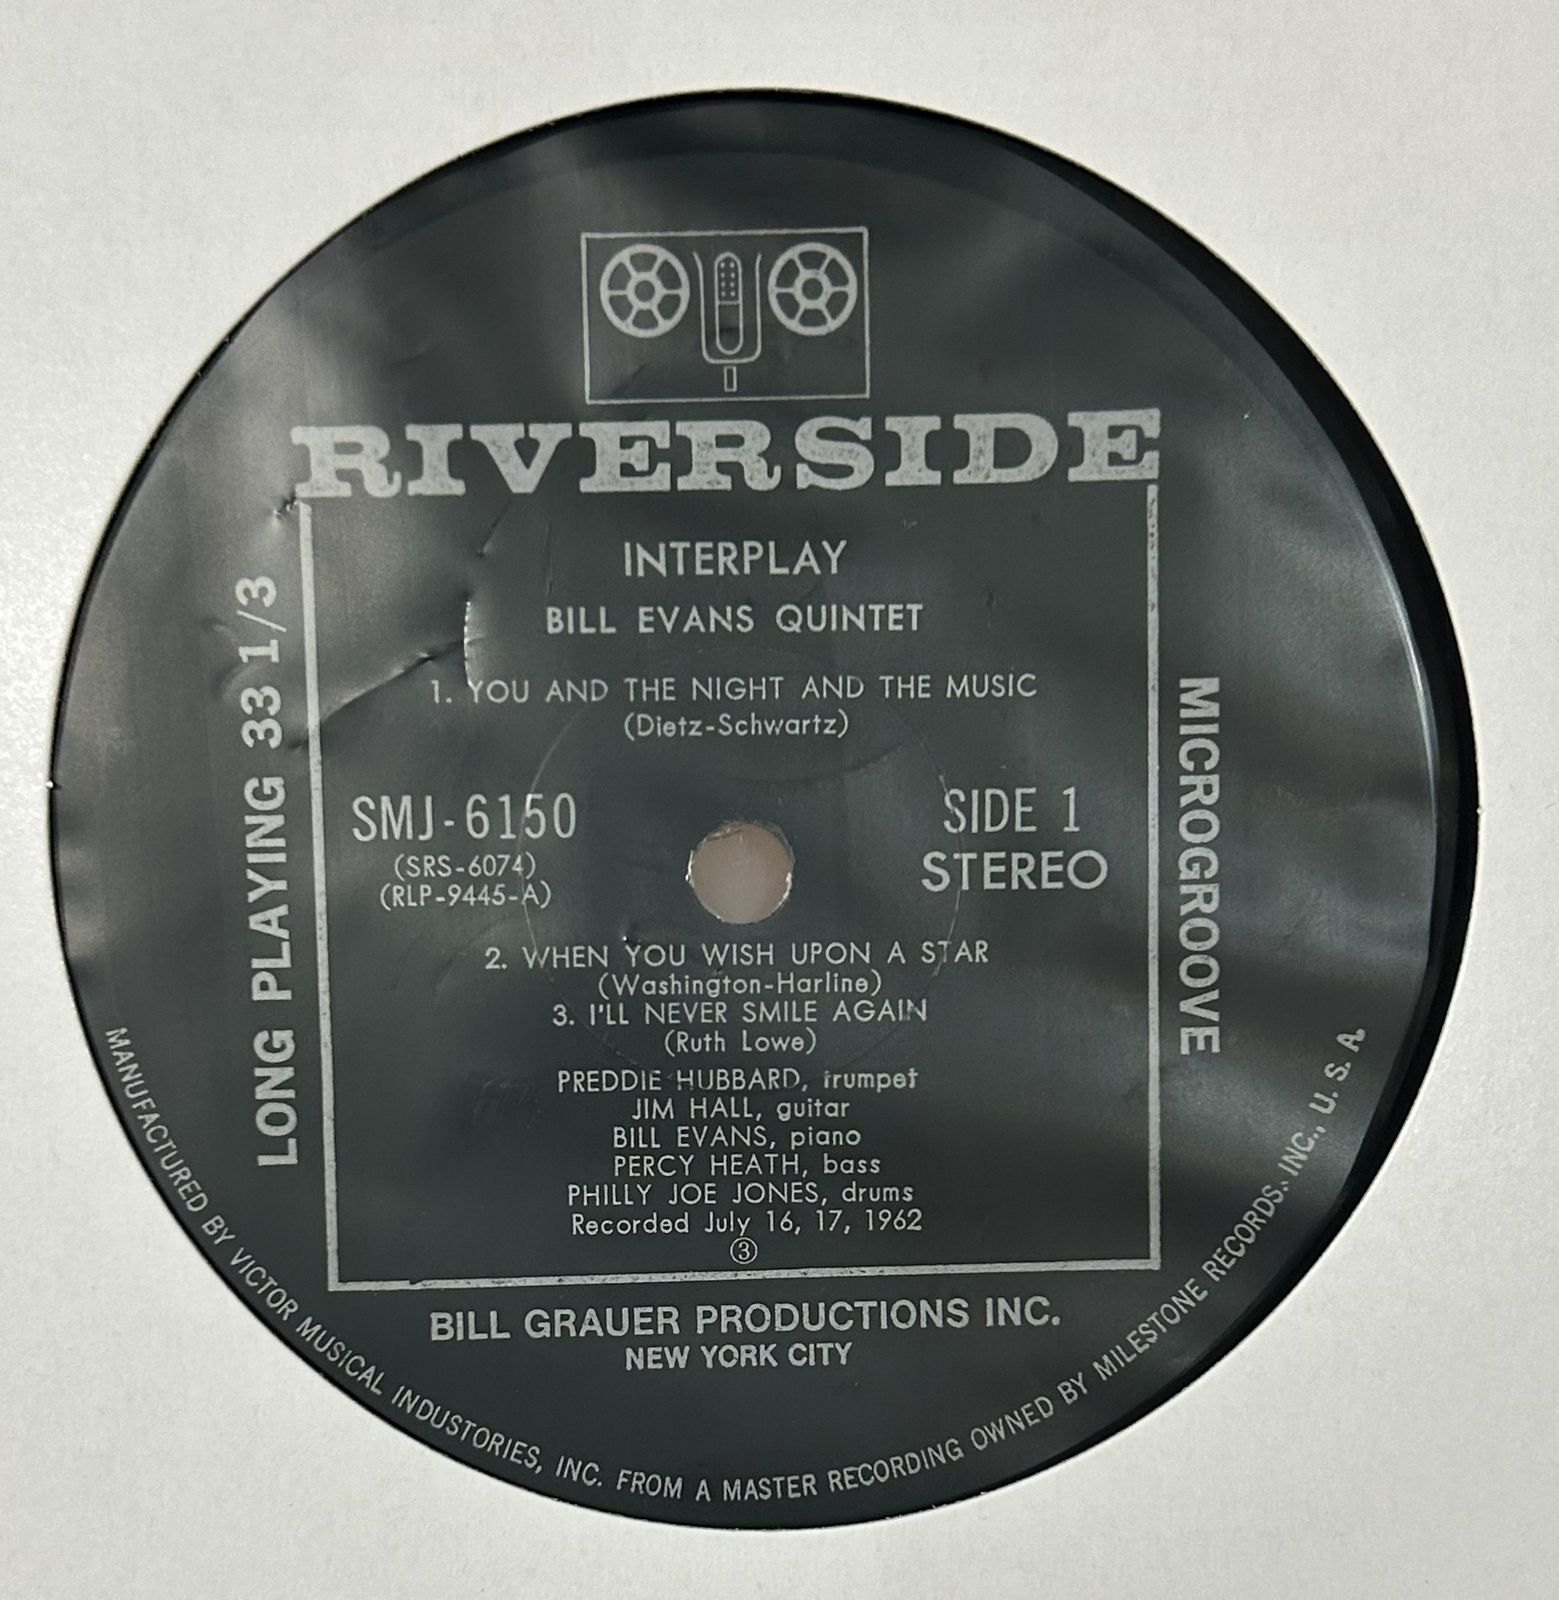 RIVERSIDE
INTERPLAY
BILL EVANS QUINTET
1. YOU AND THE NIGHT AND THE MUSIC
(Dietz-Schwartz)
SMJ-6150
(SRS-6074)
(RLP-9445-A)
SIDE 1
STEREO
2. WHEN YOU WISH UPON A STAR
(Washington-Harline)
3. I'LL NEVER SMILE AGAIN
(Ruth Lowe)
PREDDIE HUBBARD, trumpet
JIM HALL, guitar
BILL EVANS, piano
PERCY HEATH, bass
PHILLY JOE JONES, drums
Recorded July 16, 17, 1962
③
LONG PLAYING 33 1/3
MICROGROOVE
BILL GRAUER PRODUCTIONS INC.
NEW YORK CITY
MANUFACTURED BY VICTOR MUSICAL INDUSTORIES, INC. FROM A MASTER RECORDING OWNED BY MILESTONE RECORDS, INC., U. S. A.